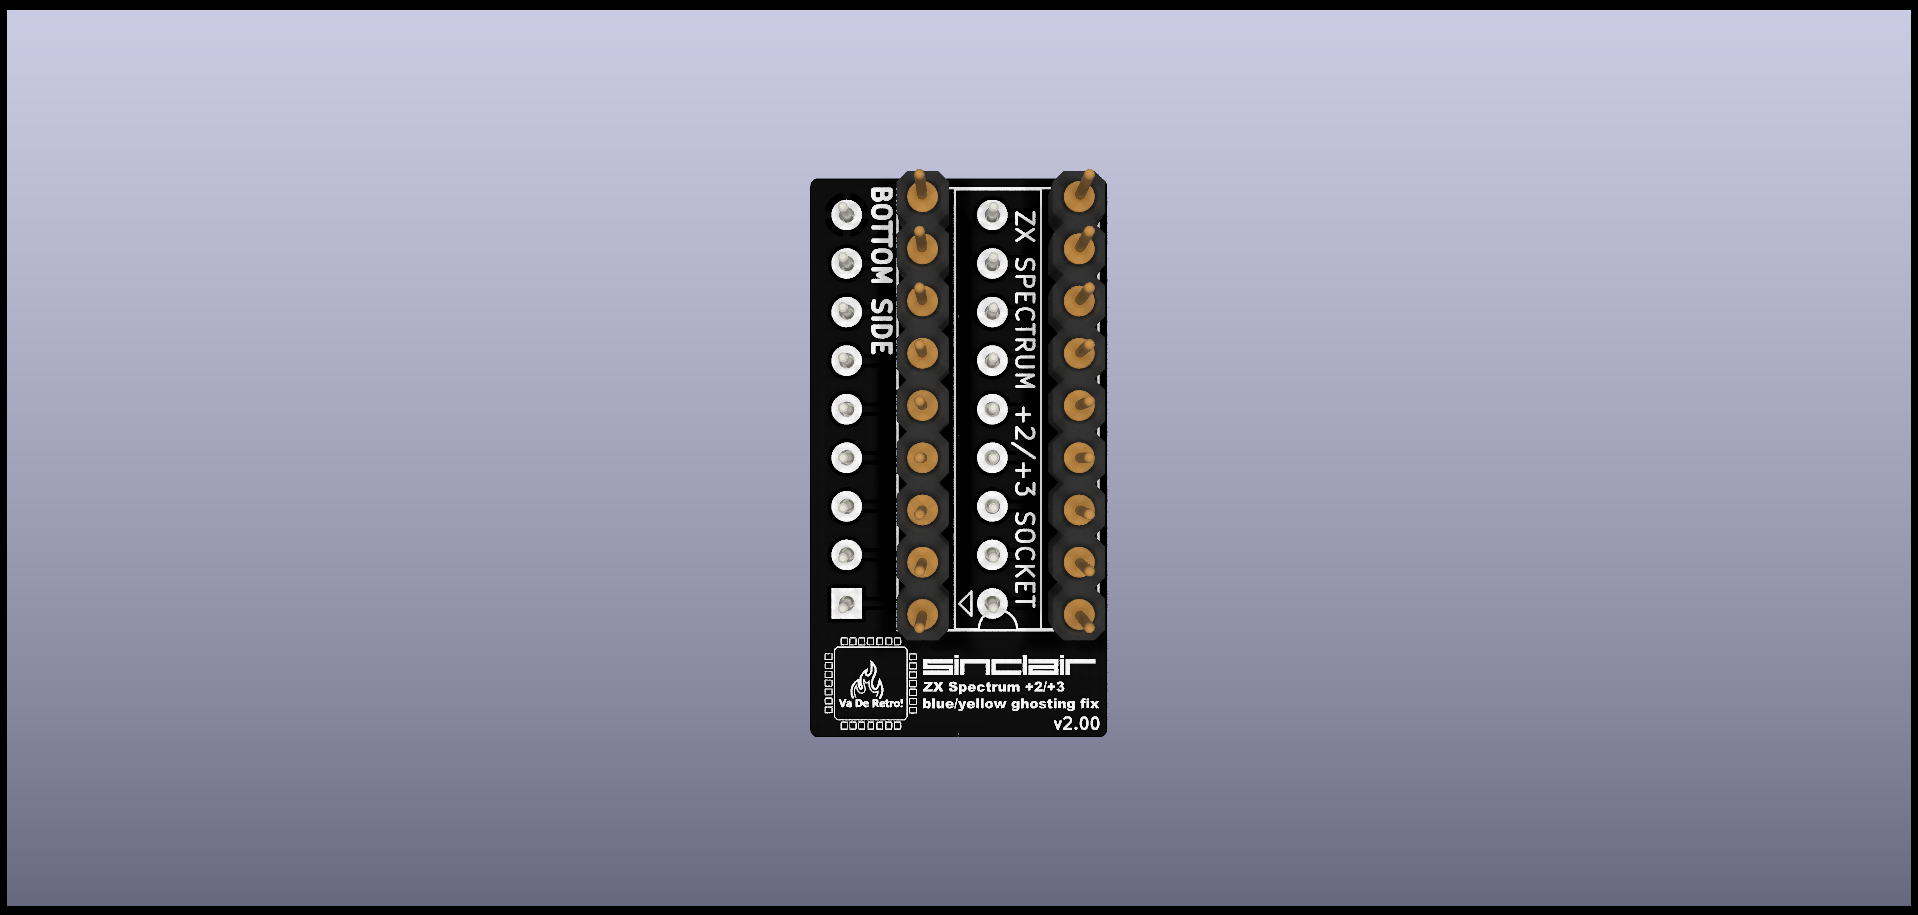 BOTTOM SIDE
ZX SPECTRUM +2/+3 SOCKET
Va De Retro!
sinclair
ZX Spectrum +2/+3
blue/yellow ghosting fix
v2.00